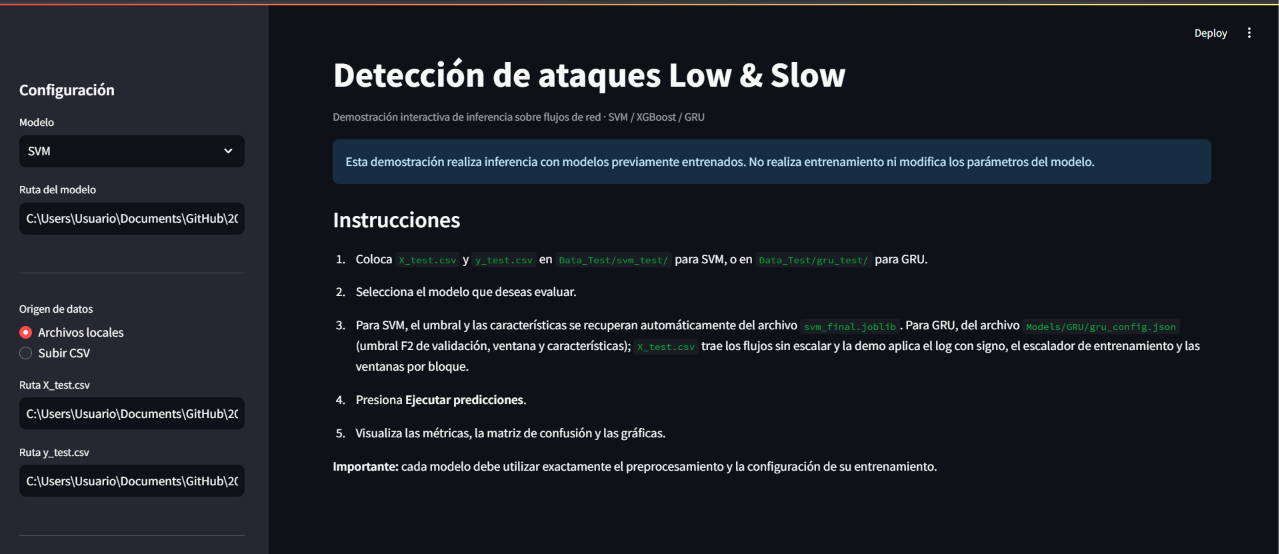 Deploy
Configuración
Modelo
SVM
Ruta del modelo
C:\Users\Usuario\Documents\GitHub\20
Origen de datos
Archivos locales
Subir CSV
Ruta X_test.csv
C:\Users\Usuario\Documents\GitHub\20
Ruta y_test.csv
C:\Users\Usuario\Documents\GitHub\20
Detección de ataques Low & Slow
Demostración interactiva de inferencia sobre flujos de red · SVM / XGBoost / GRU
Esta demostración realiza inferencia con modelos previamente entrenados. No realiza entrenamiento ni modifica los parámetros del modelo.
Instrucciones
1. Coloca X_test.csv y y_test.csv en Data_Test/svm_test/ para SVM, o en Data_Test/gru_test/ para GRU.
2. Selecciona el modelo que deseas evaluar.
3. Para SVM, el umbral y las características se recuperan automáticamente del archivo svm_final.joblib. Para GRU, del archivo Models/GRU/gru_config.json
(umbral F2 de validación, ventana y características); X_test.csv trae los flujos sin escalar y la demo aplica el log con signo, el escalador de entrenamiento y las
ventanas por bloque.
4. Presiona Ejecutar predicciones.
5. Visualiza las métricas, la matriz de confusión y las gráficas.
Importante: cada modelo debe utilizar exactamente el preprocesamiento y la configuración de su entrenamiento.